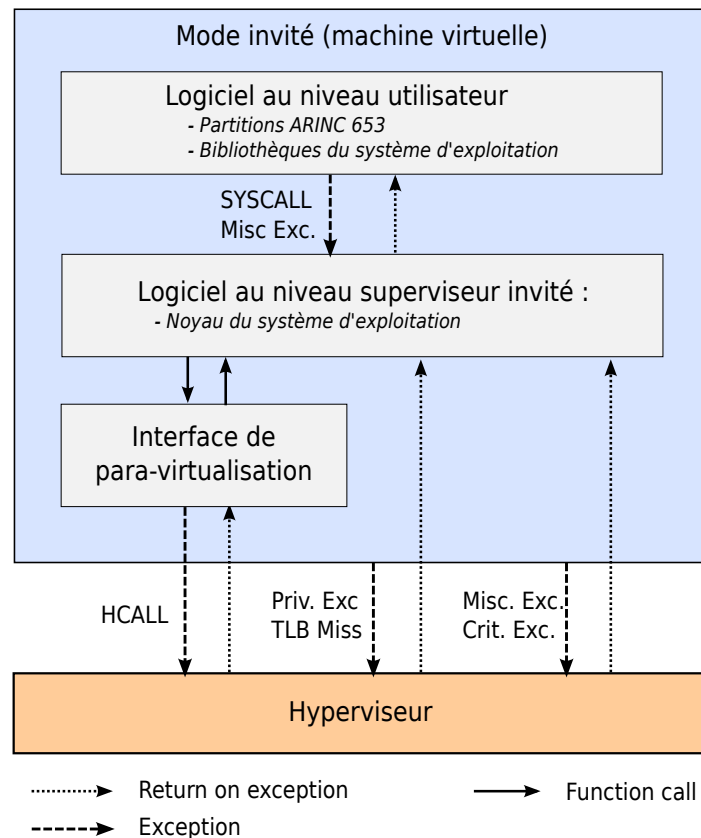 Mode invité (machine virtuelle)
Logiciel au niveau utilisateur
- Partitions ARINC 653
- Bibliothèques du système d'exploitation
SYSCALL
Misc Exc.
Logiciel au niveau superviseur invité :
- Noyau du système d'exploitation
Interface de
para-virtualisation
HCALL
Priv. Exc
TLB Miss
Misc. Exc.
Crit. Exc.
Hyperviseur
Return on exception
Function call
Exception